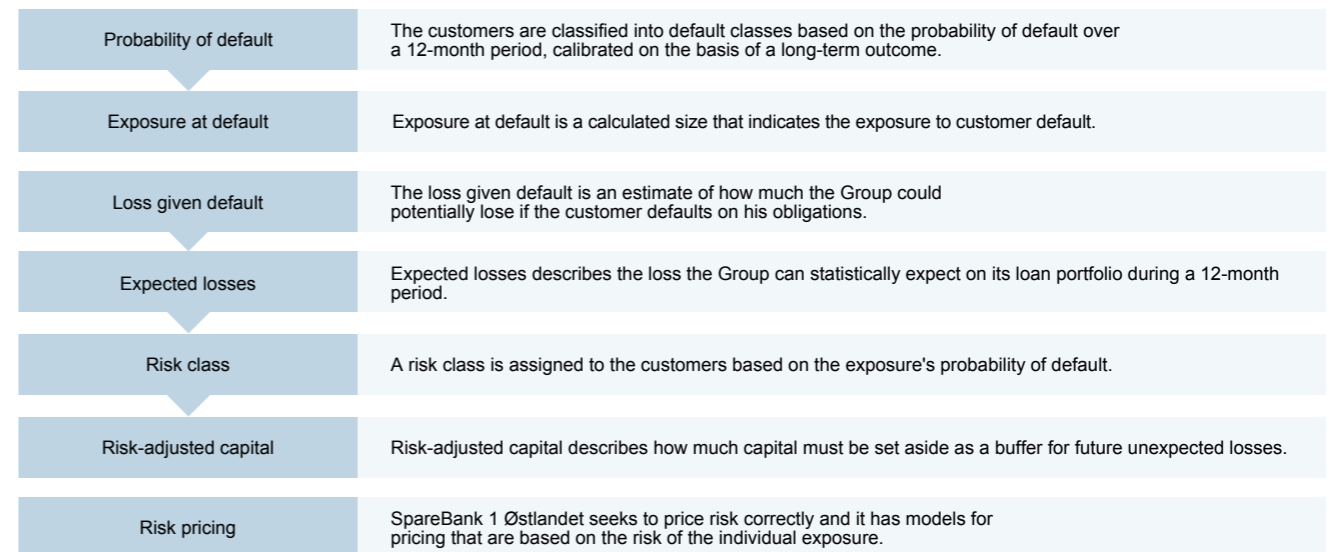 Probability of default
The customers are classified into default classes based on the probability of default over
a 12-month period, calibrated on the basis of a long-term outcome.
Exposure at default
Exposure at default is a calculated size that indicates the exposure to customer default.
Loss given default
The loss given default is an estimate of how much the Group could
potentially lose if the customer defaults on his obligations.
Expected losses
Expected losses describes the loss the Group can statistically expect on its loan portfolio during a 12-month
period.
Risk class
A risk class is assigned to the customers based on the exposure's probability of default.
Risk-adjusted capital
Risk-adjusted capital describes how much capital must be set aside as a buffer for future unexpected losses.
Risk pricing
SpareBank 1 Østlandet seeks to price risk correctly and it has models for
pricing that are based on the risk of the individual exposure.